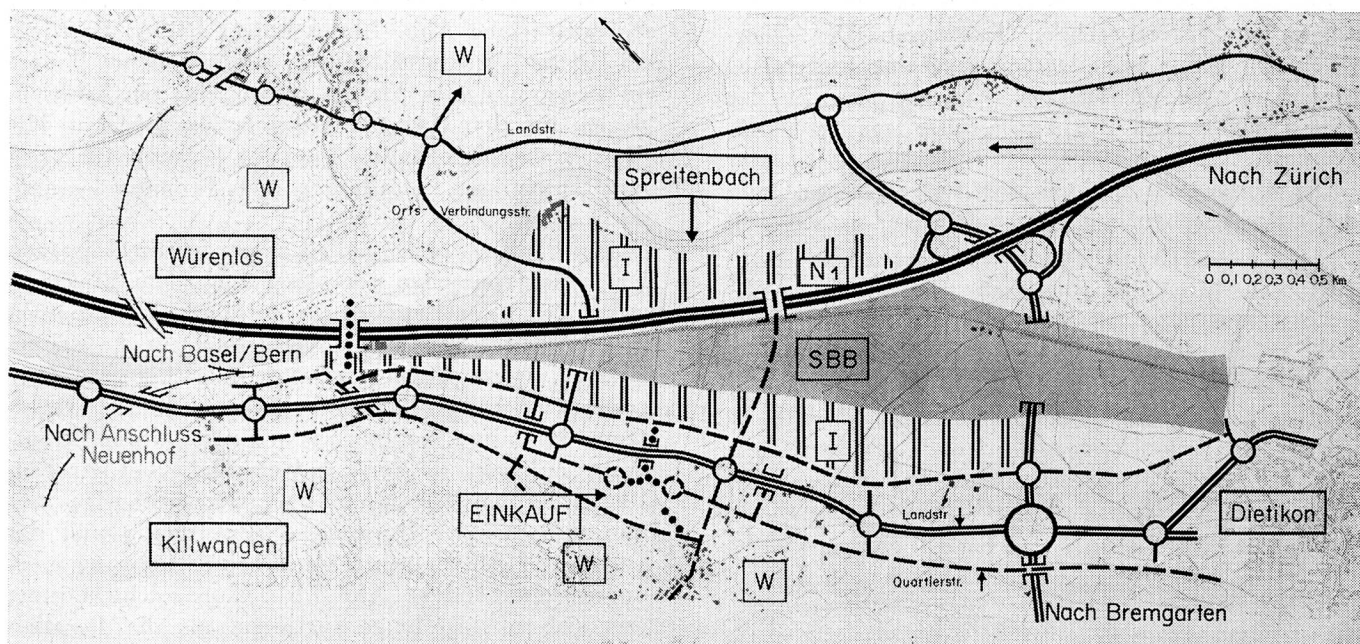 W
Landstr.
Spreitenbach
Nach Zürich
W
Orts-Verbindungsstr.
Würenlos
I
N1
0 0,1 0,2 0,3 0,4 0,5 Km
Nach Basel/Bern
SBB
Nach Anschluss
Neuenhof
I
W
EINKAUF
Landstr.
Dietikon
Killwangen
W
W
Quartierstr.
Nach Bremgarten